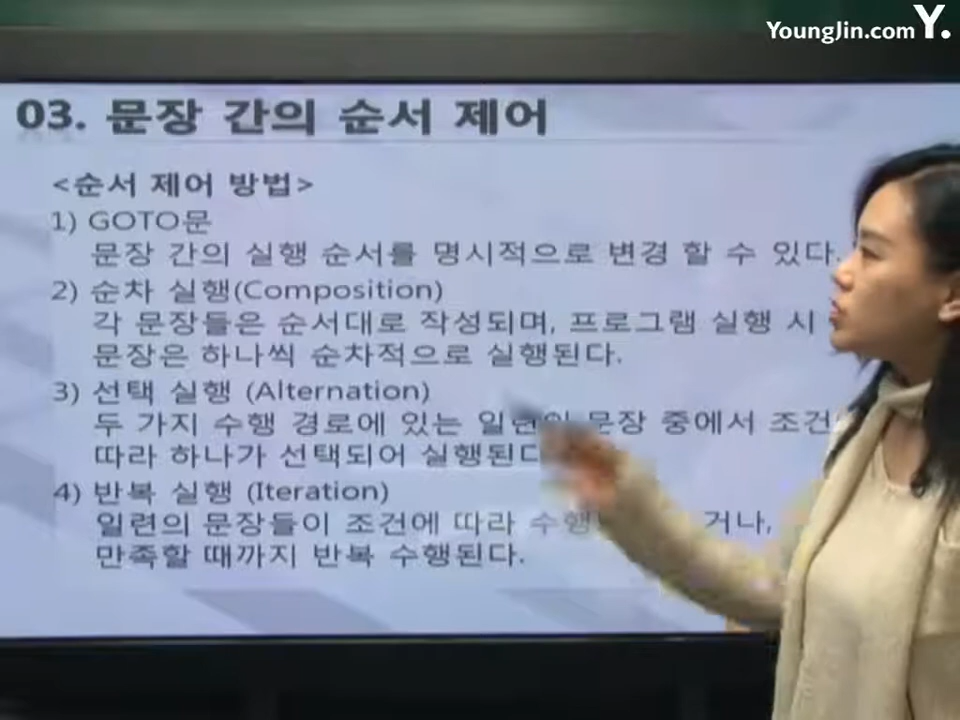 YoungJin.com Y.
03. 문장 간의 순서 제어
<순서 제어 방법>
1) GOTO문
문장 간의 실행 순서를 명시적으로 변경 할 수 있다.
2) 순차 실행(Composition)
각 문장들은 순서대로 작성되며, 프로그램 실행 시
문장은 하나씩 순차적으로 실행된다.
3) 선택 실행 (Alternation)
두 가지 수행 경로에 있는 일련의 문장 중에서 조건
따라 하나가 선택되어 실행된다
4) 반복 실행 (Iteration)
일련의 문장들이 조건에 따라 수행 거나,
만족할 때까지 반복 수행된다.